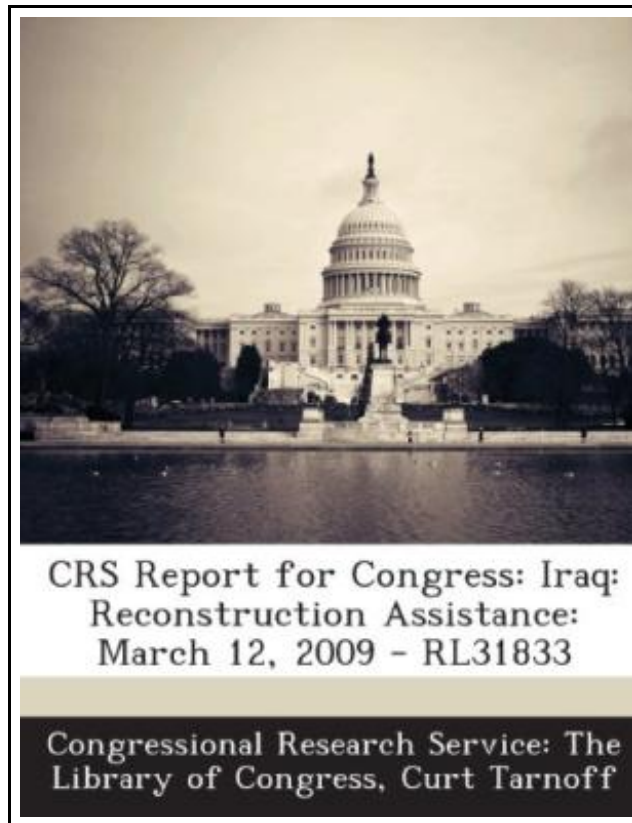 CRS Report for Congress: Iraq:
Reconstruction Assistance:
March 12, 2009 - RL31833
Congressional Research Service: The
Library of Congress, Curt Tarnoff